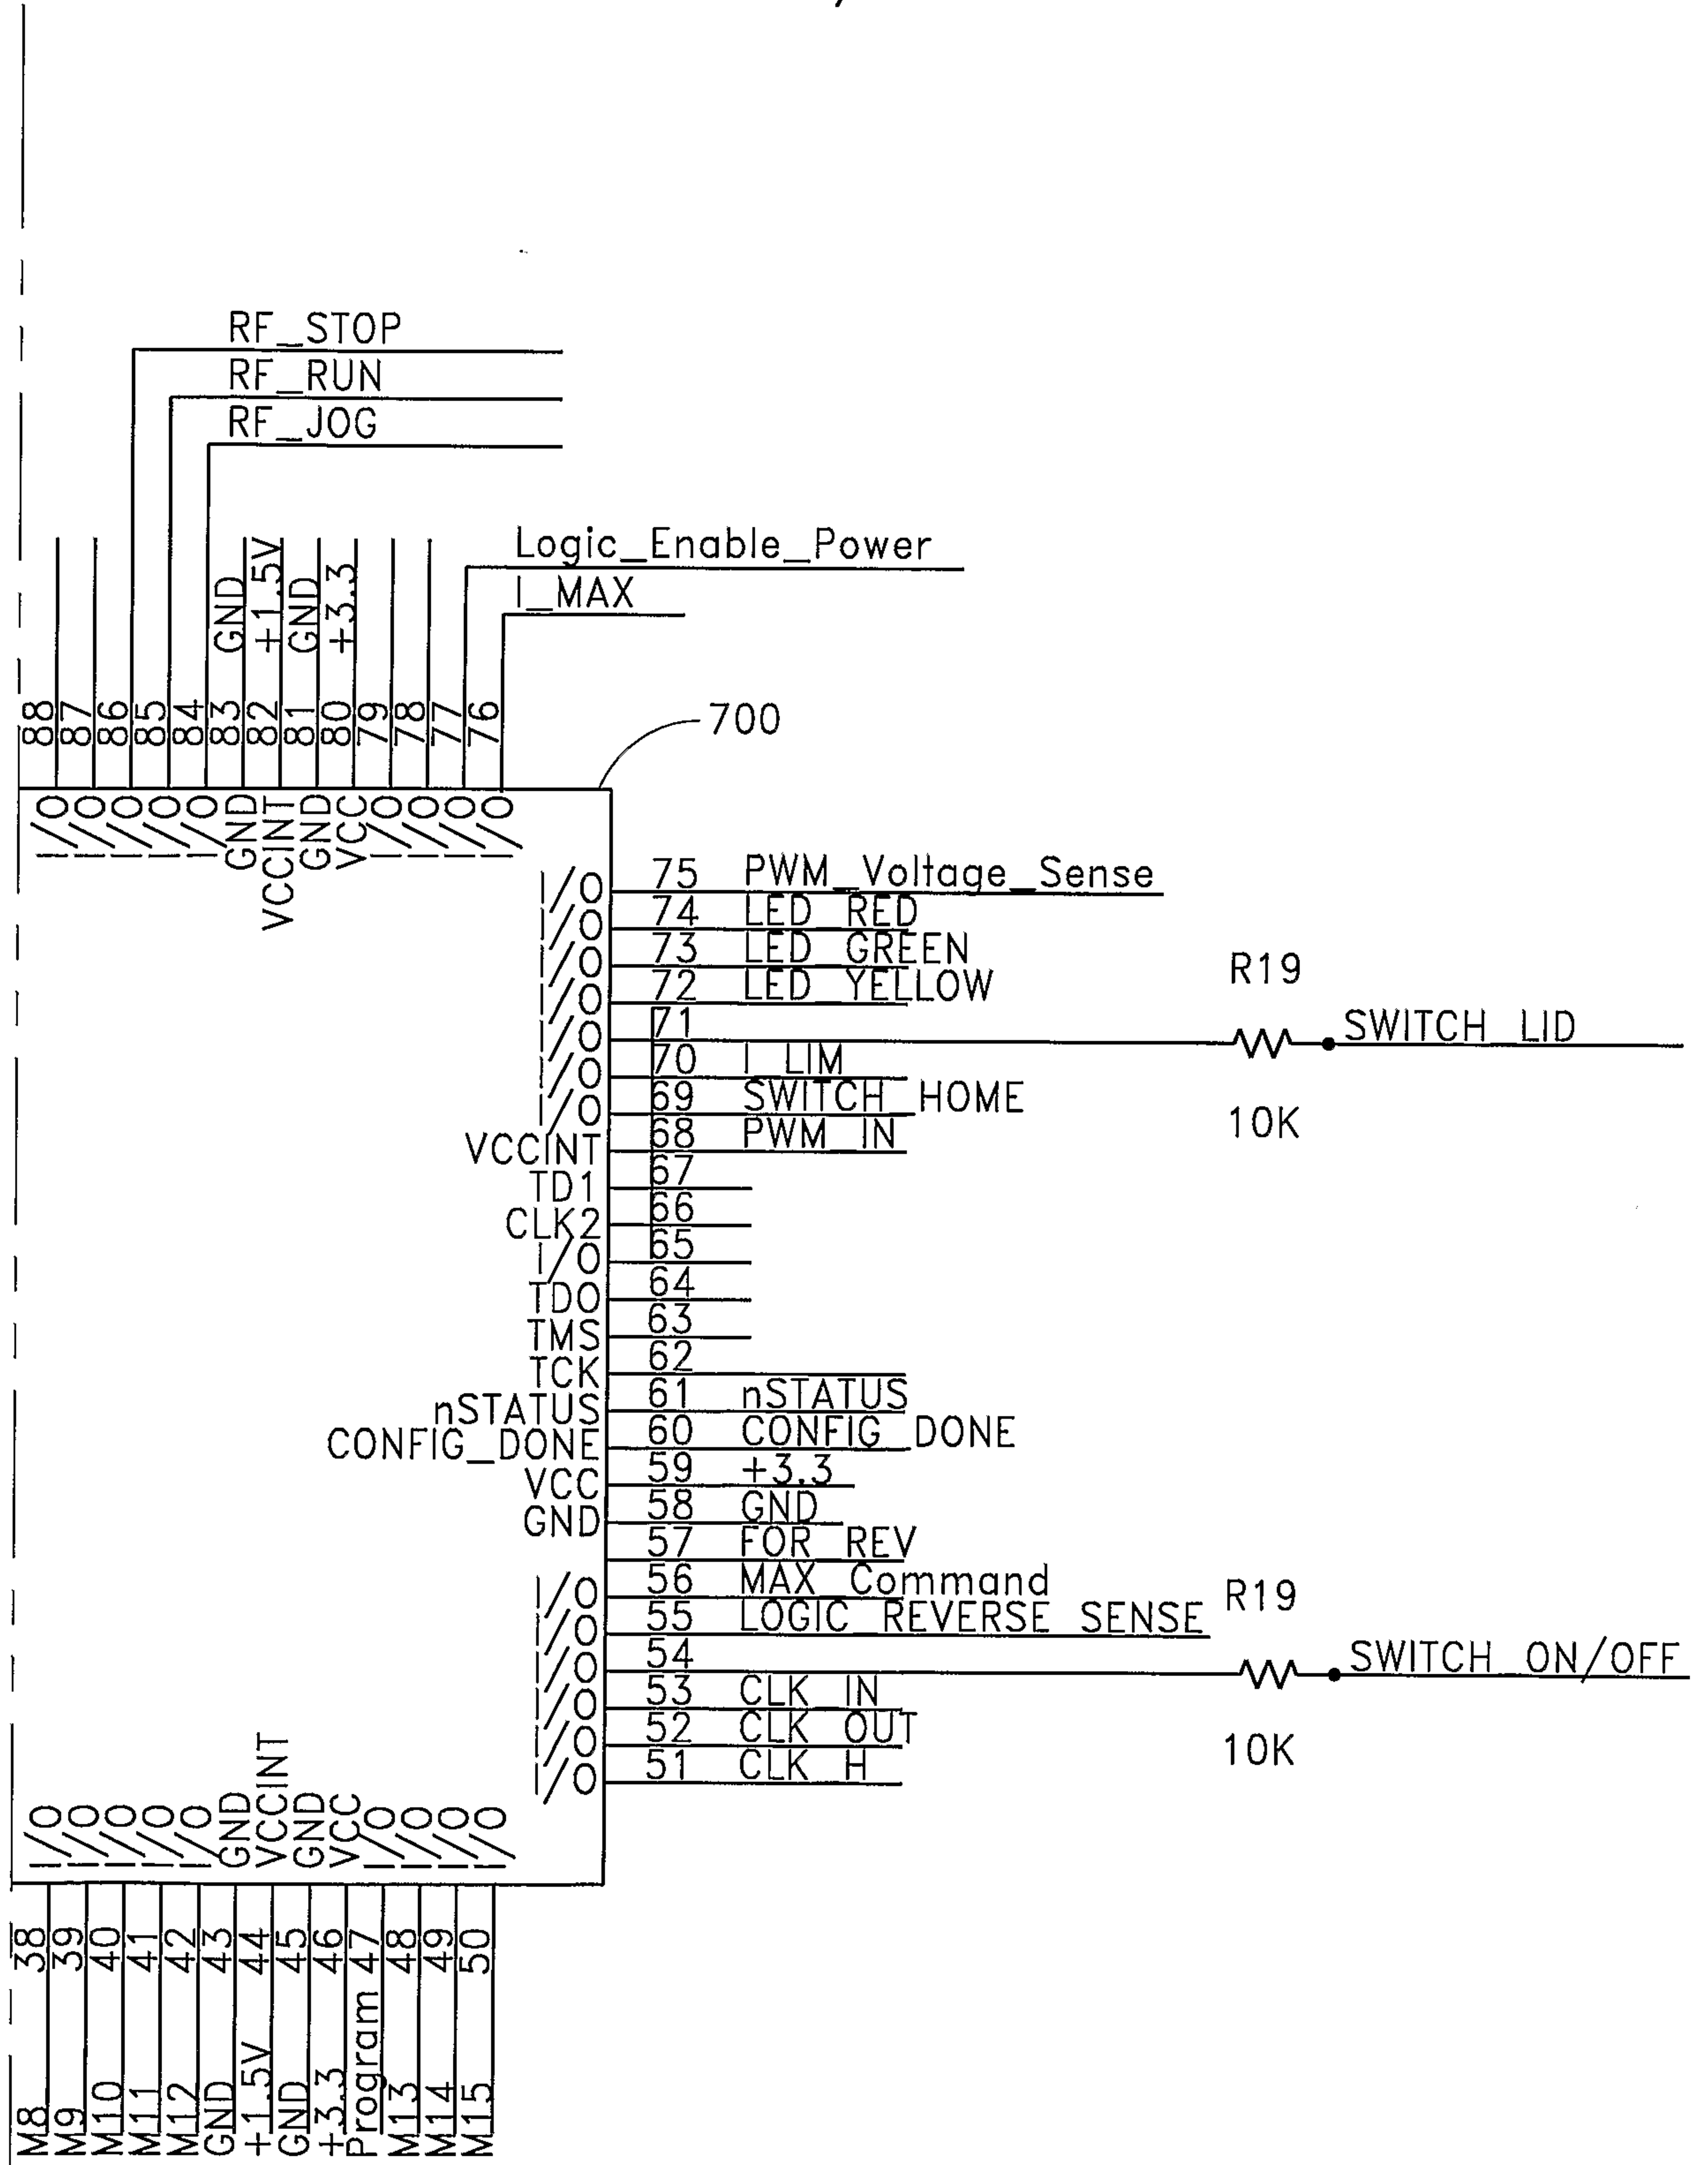 RF_STOP
RF_RUN
RF_JOG
Logic_Enable_Power
I_MAX
GND
+1.5V
GND
+3.3
88
87
86
85
84
83
82
81
80
79
78
77
76
700
I/O
I/O
I/O
I/O
I/O
GND
VCCINT
GND
VCC
I/O
I/O
I/O
I/O
I/O 75 PWM_Voltage_Sense
I/O 74 LED_RED
I/O 73 LED_GREEN
I/O 72 LED_YELLOW
R19
I/O 71 SWITCH_LID
I/O 70 I_LIM
I/O 69 SWITCH_HOME
10K
VCCINT 68 PWM_IN
TD1 67
CLK2 66
I/O 65
TDO 64
TMS 63
TCK 62
nSTATUS 61 nSTATUS
CONFIG_DONE 60 CONFIG_DONE
VCC 59 +3.3
GND 58 GND
57 FOR_REV
I/O 56 MAX_Command
R19
I/O 55 LOGIC_REVERSE_SENSE
I/O 54 SWITCH_ON/OFF
I/O 53 CLK_IN
I/O 52 CLK_OUT
10K
I/O 51 CLK_H
I/O
I/O
I/O
I/O
I/O
GND
VCCINT
GND
VCC
I/O
I/O
I/O
I/O
M8 38
M9 39
M10 40
M11 41
M12 42
GND 43
+1.5V 44
GND 45
+3.3 46
Program 47
M13 48
M14 49
M15 50